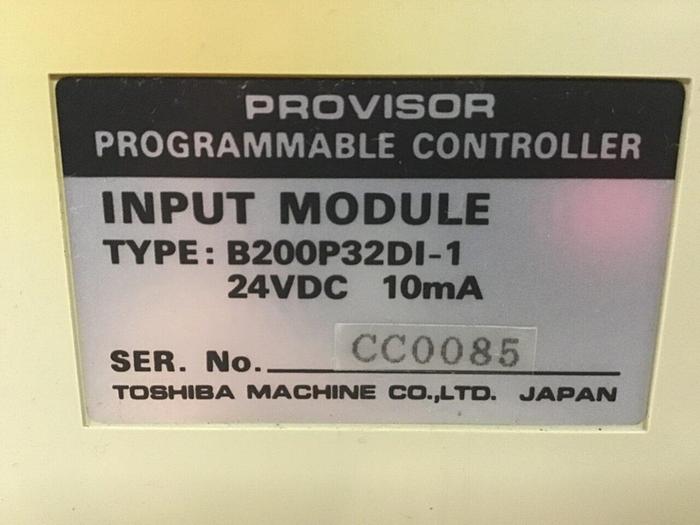 PROVISOR
PROGRAMMABLE CONTROLLER
INPUT MODULE
TYPE: B200P32DI-1
24VDC 10mA
SER. No. CC0085
TOSHIBA MACHINE CO.,LTD. JAPAN